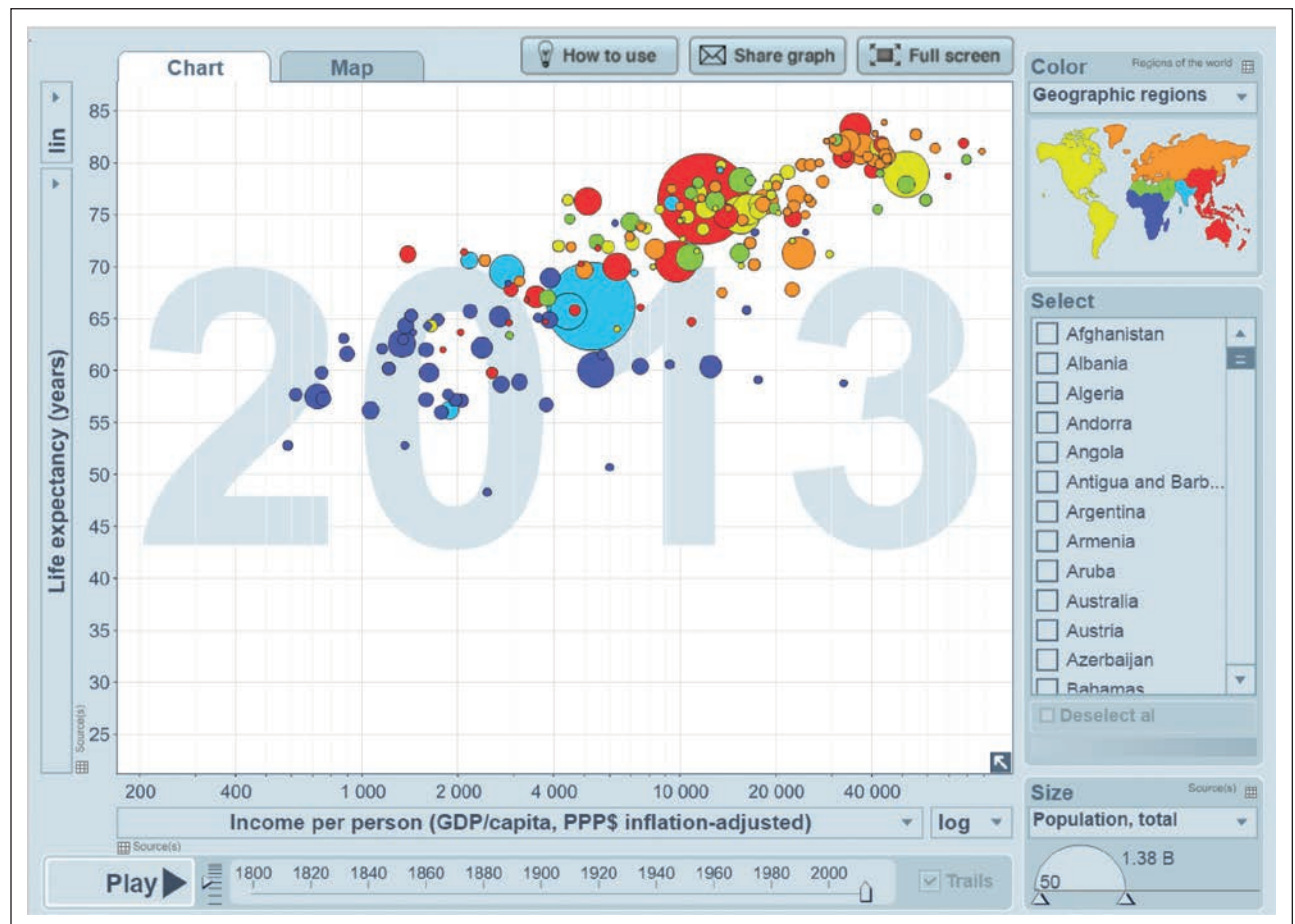 Chart
Map
How to use
Share graph
Full screen
Color
Regions of the world
Geographic regions
lin
Life expectancy (years)
Source(s)
85
80
75
70
65
60
55
50
45
40
35
30
25
2013
200
400
1 000
2 000
4 000
10 000
20 000
40 000
Income per person (GDP/capita, PPP$ inflation-adjusted)
log
Source(s)
Play
1800 1820 1840 1860 1880 1900 1920 1940 1960 1980 2000
Trails
Select
Afghanistan
Albania
Algeria
Andorra
Angola
Antigua and Barb...
Argentina
Armenia
Aruba
Australia
Austria
Azerbaijan
Bahamas
Deselect al
Size
Source(s)
Population, total
1.38 B
50